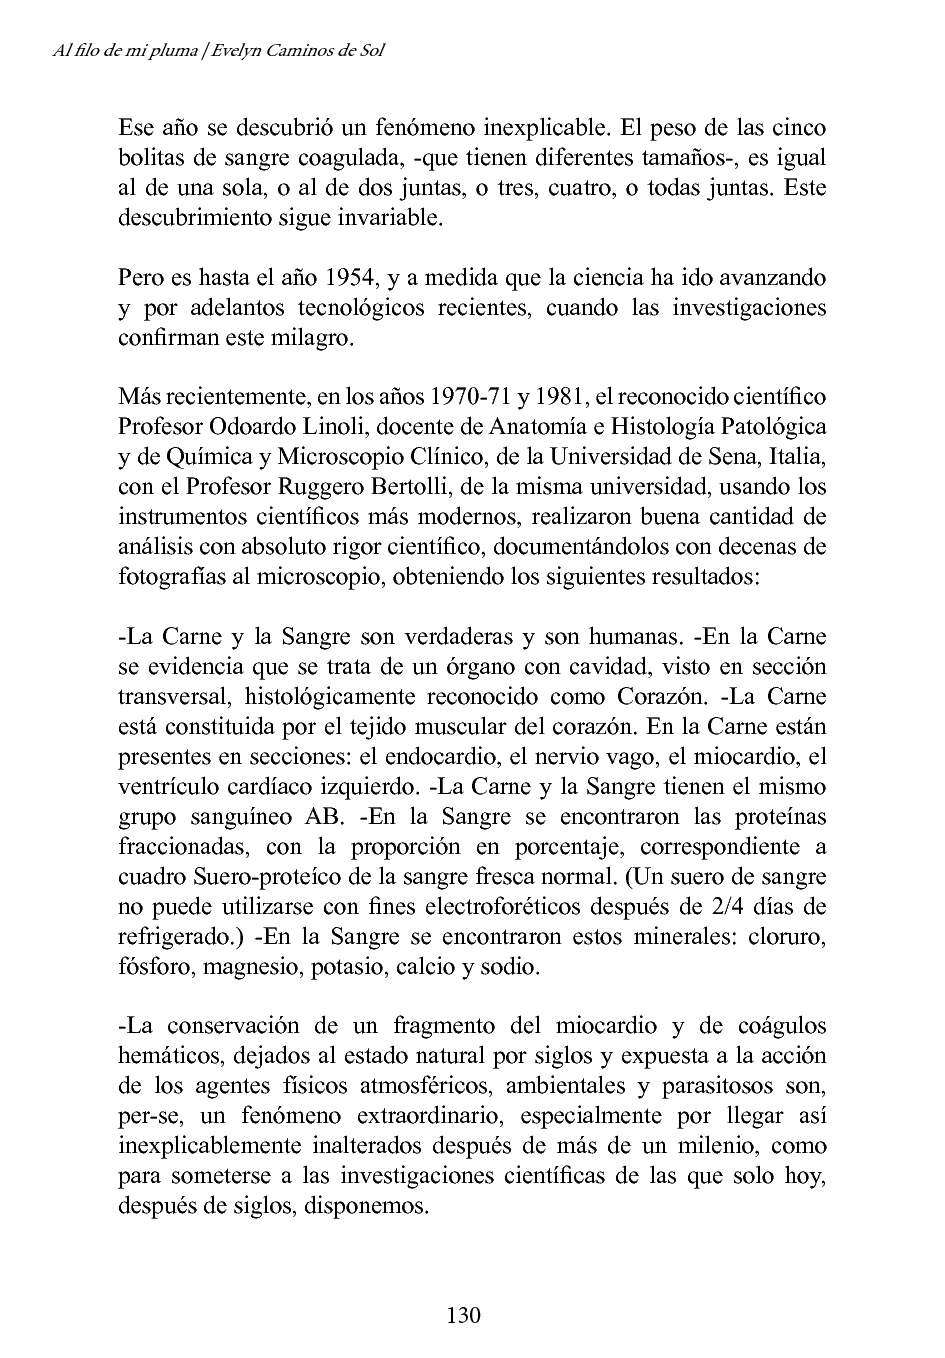 Al filo de mi pluma / Evelyn Caminos de Sol
Ese año se descubrió un fenómeno inexplicable. El peso de las cinco
bolitas de sangre coagulada, -que tienen diferentes tamaños-, es igual
al de una sola, o al de dos juntas, o tres, cuatro, o todas juntas. Este
descubrimiento sigue invariable.
Pero es hasta el año 1954, y a medida que la ciencia ha ido avanzando
y por adelantos tecnológicos recientes, cuando las investigaciones
confirman este milagro.
Más recientemente, en los años 1970-71 y 1981, el reconocido científico
Profesor Odoardo Linoli, docente de Anatomía e Histología Patológica
y de Química y Microscopio Clínico, de la Universidad de Sena, Italia,
con el Profesor Ruggero Bertolli, de la misma universidad, usando los
instrumentos científicos más modernos, realizaron buena cantidad de
análisis con absoluto rigor científico, documentándolos con decenas de
fotografías al microscopio, obteniendo los siguientes resultados:
-La Carne y la Sangre son verdaderas y son humanas. -En la Carne
se evidencia que se trata de un órgano con cavidad, visto en sección
transversal, histológicamente reconocido como Corazón. -La Carne
está constituida por el tejido muscular del corazón. En la Carne están
presentes en secciones: el endocardio, el nervio vago, el miocardio, el
ventrículo cardíaco izquierdo. -La Carne y la Sangre tienen el mismo
grupo sanguíneo AB. -En la Sangre se encontraron las proteínas
fraccionadas, con la proporción en porcentaje, correspondiente a
cuadro Suero-proteíco de la sangre fresca normal. (Un suero de sangre
no puede utilizarse con fines electroforéticos después de 2/4 días de
refrigerado.) -En la Sangre se encontraron estos minerales: cloruro,
fósforo, magnesio, potasio, calcio y sodio.
-La conservación de un fragmento del miocardio y de coágulos
hemáticos, dejados al estado natural por siglos y expuesta a la acción
de los agentes físicos atmosféricos, ambientales y parasitosos son,
per-se, un fenómeno extraordinario, especialmente por llegar así
inexplicablemente inalterados después de más de un milenio, como
para someterse a las investigaciones científicas de las que solo hoy,
después de siglos, disponemos.
130